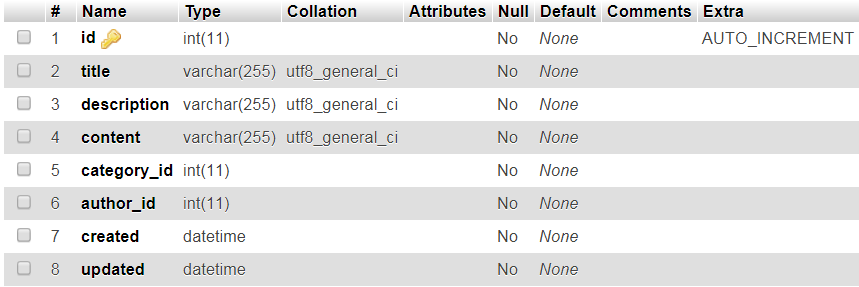 # Name Type Collation Attributes Null Default Comments Extra
1 id int(11) No None AUTO_INCREMENT
2 title varchar(255) utf8_general_ci No None
3 description varchar(255) utf8_general_ci No None
4 content varchar(255) utf8_general_ci No None
5 category_id int(11) No None
6 author_id int(11) No None
7 created datetime No None
8 updated datetime No None